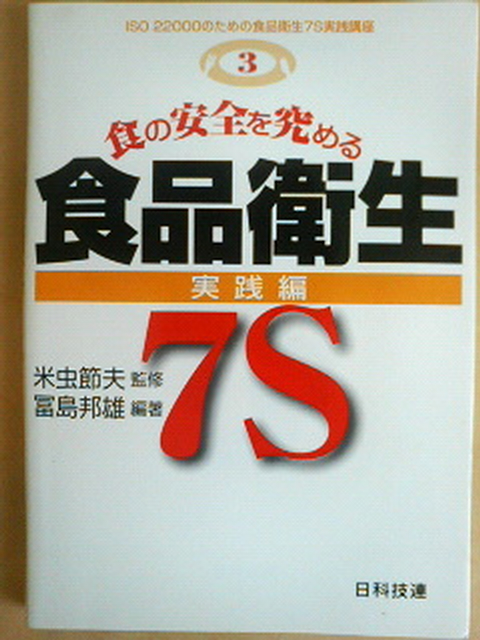 ISO 22000のための食品衛生7S実践講座
3
食の安全を究める
食品衛生
実践編
7S
米虫節夫 監修
冨島邦雄 編著
日科技連